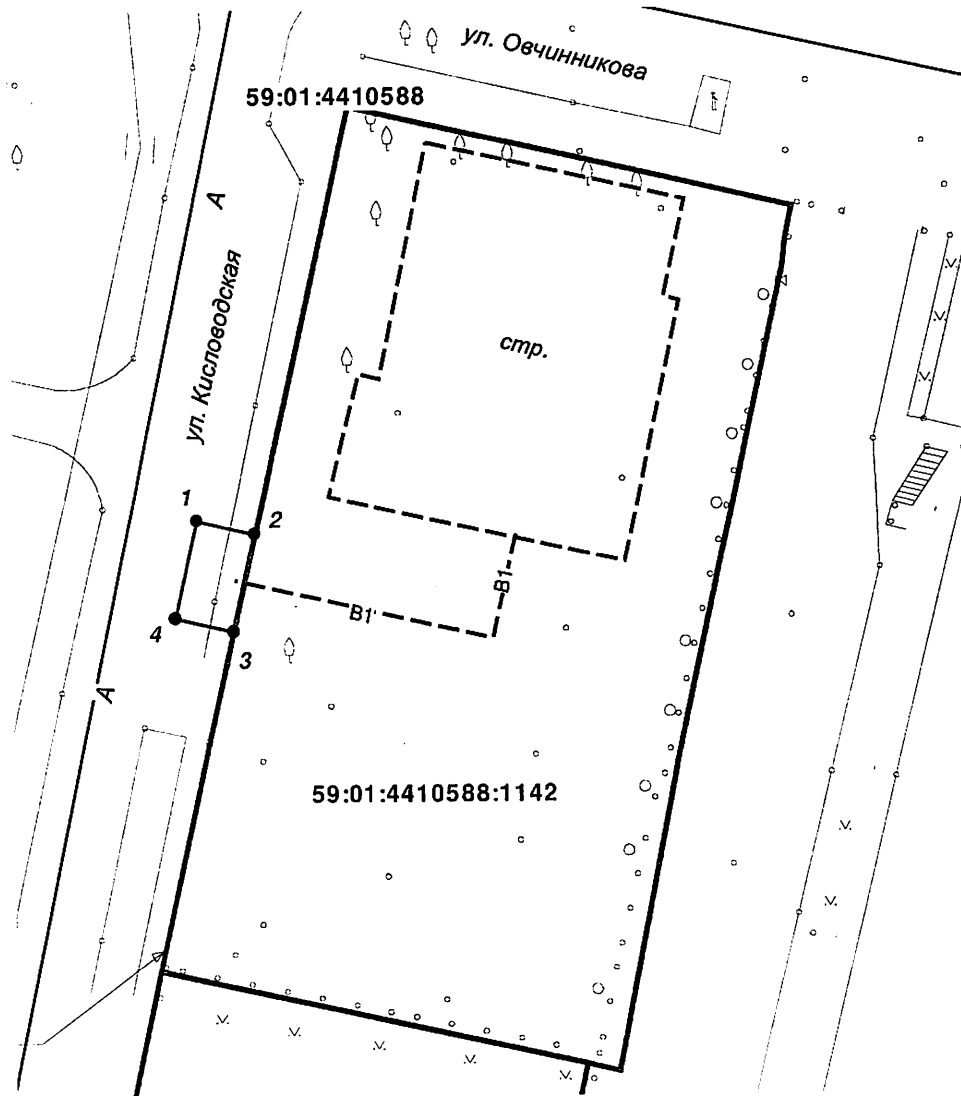 ул. Овчинникова
59:01:4410588
А
ул. Кисловодская
стр.
1
2
В1
В1
4
3
А
59:01:4410588:1142